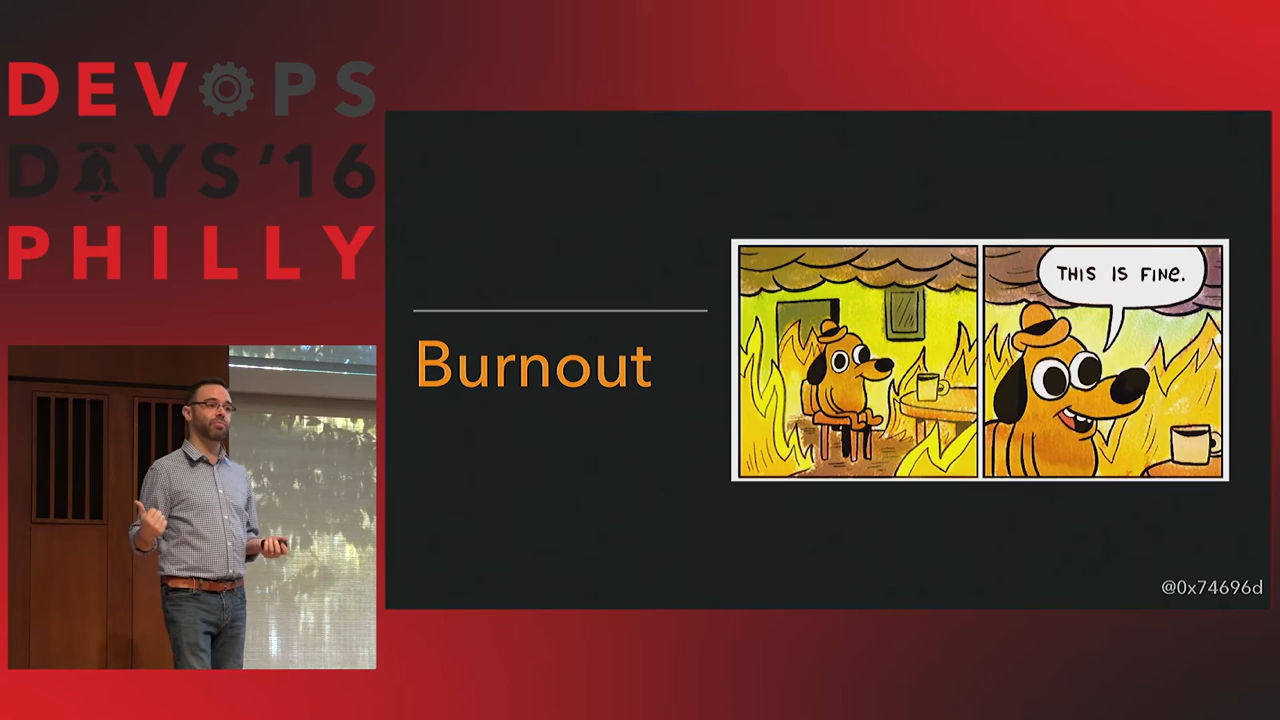 DEVOPS
DAYS'16
PHILLY
Burnout
THIS IS FINE.
@0x74696d